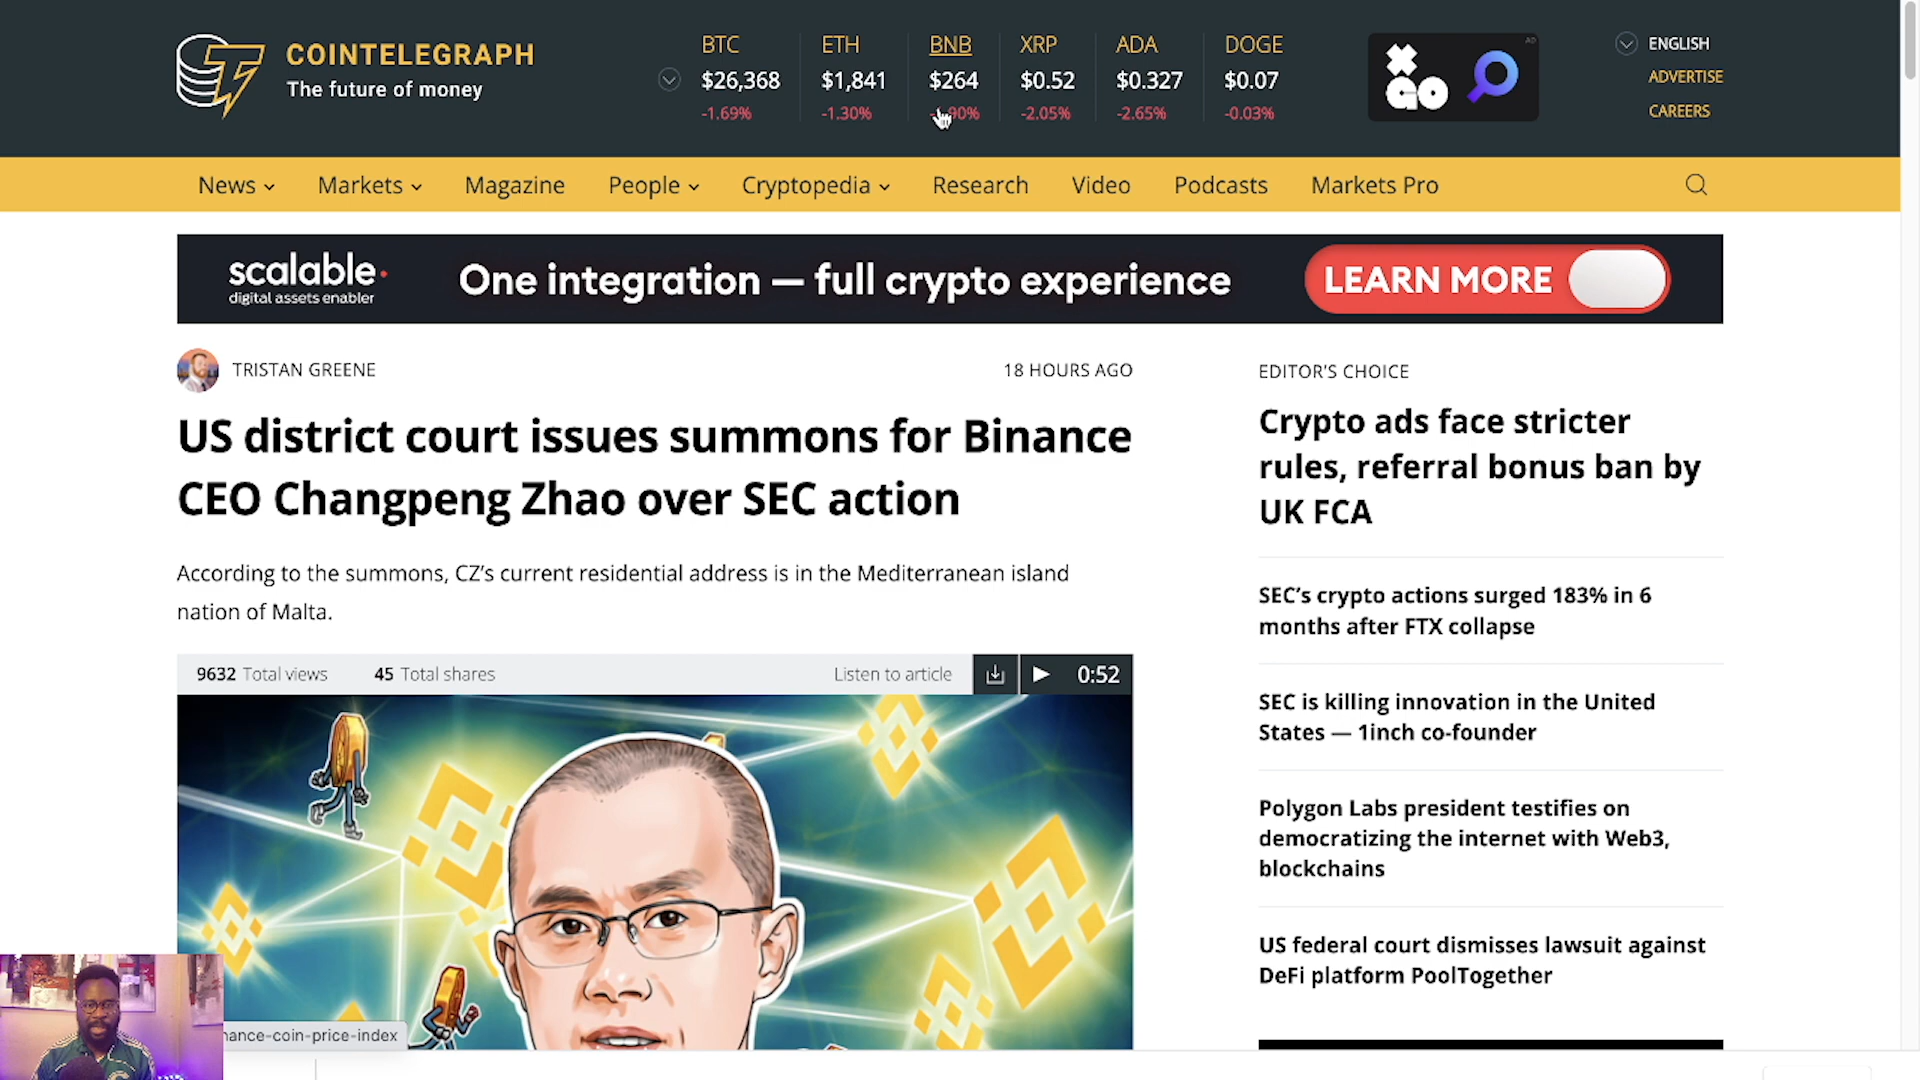 COINTELEGRAPH
The future of money
BTC
$26,368
-1.69%
ETH
$1,841
-1.30%
BNB
$264
XRP
$0.52
-2.05%
ADA
$0.327
-2.65%
DOGE
$0.07
-0.03%
XGO
AD
ENGLISH
ADVERTISE
CAREERS
News
Markets
Magazine
People
Cryptopedia
Research
Video
Podcasts
Markets Pro
scalable
digital assets enabler
One integration — full crypto experience
LEARN MORE
TRISTAN GREENE
18 HOURS AGO
US district court issues summons for Binance
CEO Changpeng Zhao over SEC action
According to the summons, CZ’s current residential address is in the Mediterranean island
nation of Malta.
9632 Total views
45 Total shares
Listen to article
0:52
EDITOR'S CHOICE
Crypto ads face stricter
rules, referral bonus ban by
UK FCA
SEC’s crypto actions surged 183% in 6
months after FTX collapse
SEC is killing innovation in the United
States — 1inch co-founder
Polygon Labs president testifies on
democratizing the internet with Web3,
blockchains
US federal court dismisses lawsuit against
DeFi platform PoolTogether
nance-coin-price-index